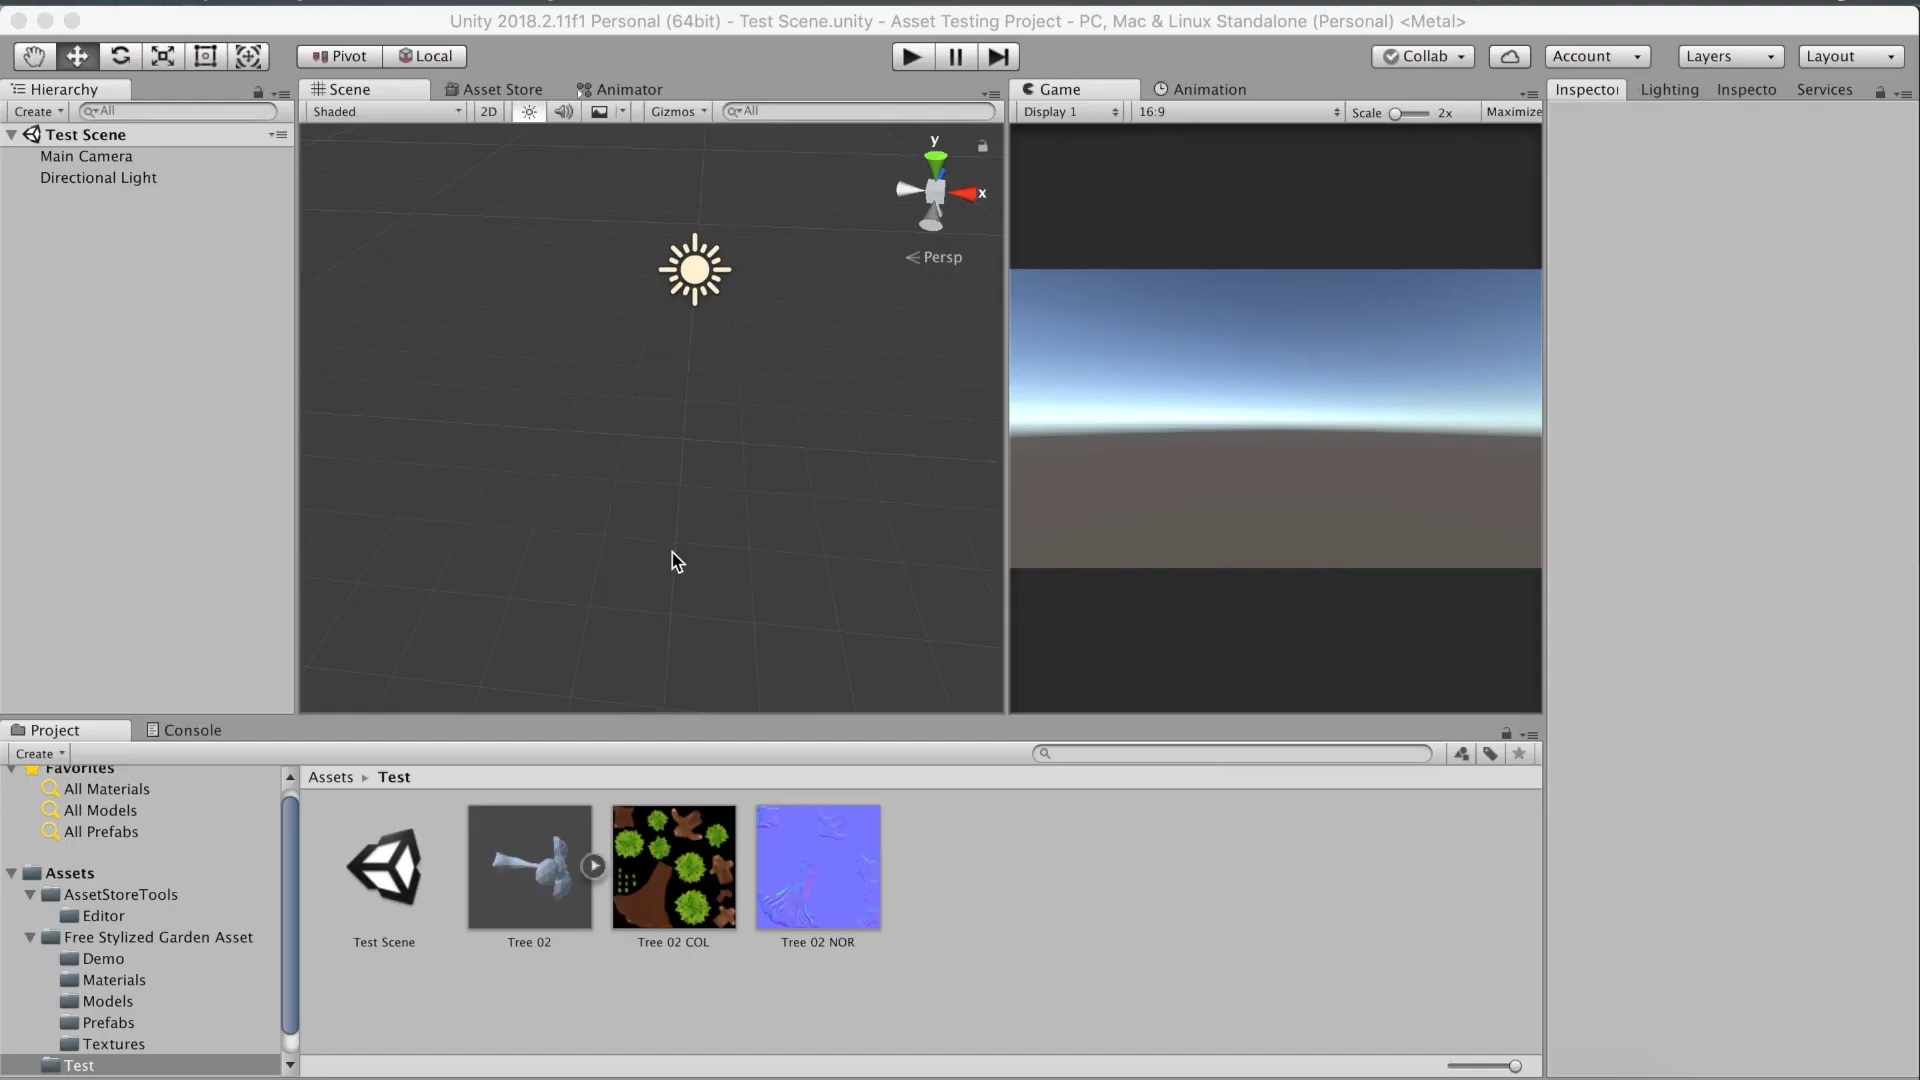 Unity 2018.2.11f1 Personal (64bit) - Test Scene.unity - Asset Testing Project - PC, Mac & Linux Standalone (Personal) <Metal>
Pivot Local Collab Account Layers Layout
Hierarchy Scene Asset Store Animator Game Animation Inspector Lighting Inspecto Services
Create All Shaded 2D Gizmos All Display 1 16:9 Scale 2x Maximize
Test Scene
Main Camera
Directional Light
y
x
Persp
Project Console
Create
Favorites
All Materials
All Models
All Prefabs
Assets
AssetStoreTools
Editor
Free Stylized Garden Asset
Demo
Materials
Models
Prefabs
Textures
Test
Assets Test
Test Scene Tree 02 Tree 02 COL Tree 02 NOR